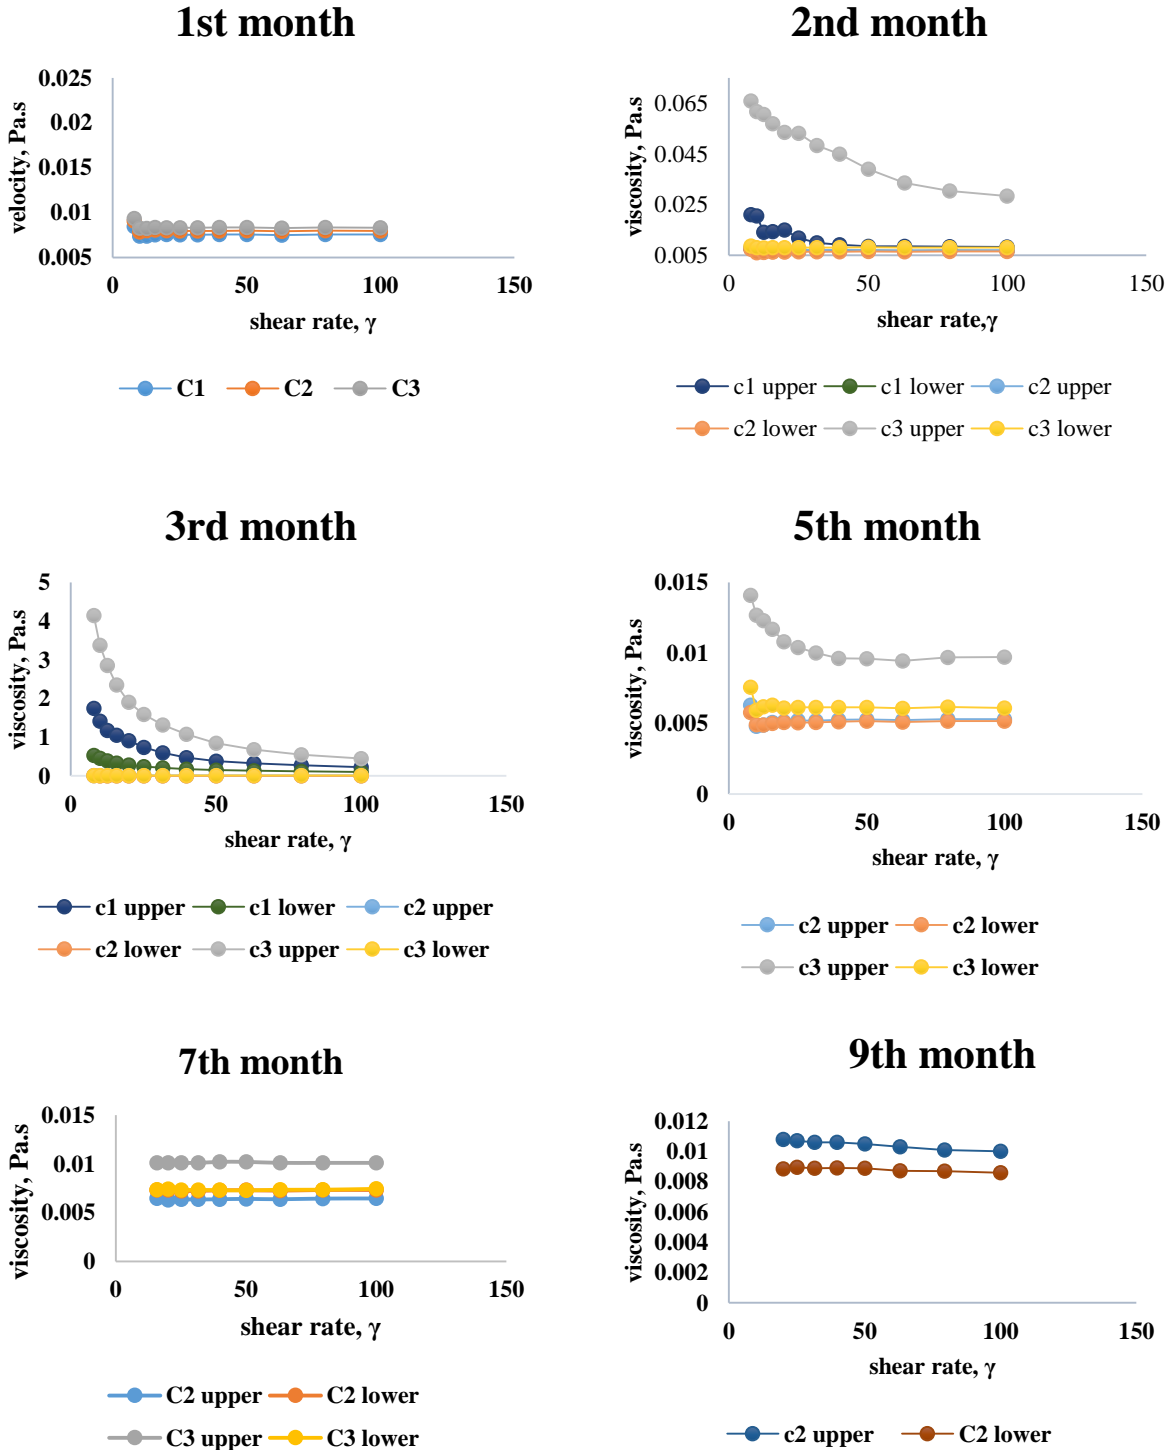 1st month
0.025
0.02
0.015
0.01
0.005
velocity, Pa.s
0 50 100 150
shear rate, γ
C1 C2 C3
2nd month
0.065
0.045
0.025
0.005
viscosity, Pa.s
0 50 100 150
shear rate,γ
c1 upper c1 lower c2 upper
c2 lower c3 upper c3 lower
3rd month
5
4
3
2
1
0
viscosity, Pa.s
0 50 100 150
shear rate, γ
c1 upper c1 lower c2 upper
c2 lower c3 upper c3 lower
5th month
0.015
0.01
0.005
0
viscosity, Pa.s
0 50 100 150
shear rate, γ
c2 upper c2 lower
c3 upper c3 lower
7th month
0.015
0.01
0.005
0
viscosity, Pa.s
0 50 100 150
shear rate, γ
C2 upper C2 lower
C3 upper C3 lower
9th month
0.012
0.01
0.008
0.006
0.004
0.002
0
viscosity, Pa.s
0 50 100 150
shear rate, γ
c2 upper C2 lower